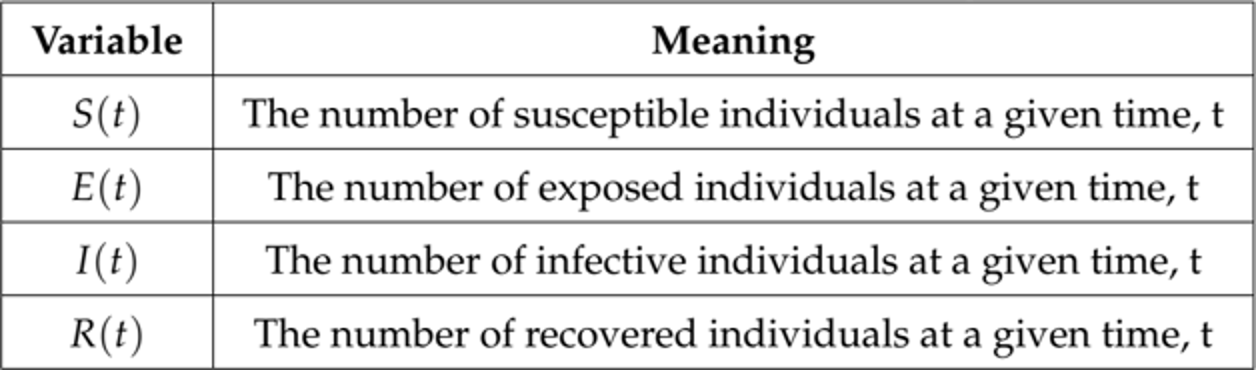 Variable Meaning
S(t) The number of susceptible individuals at a given time, t
E(t) The number of exposed individuals at a given time, t
I(t) The number of infective individuals at a given time, t
R(t) The number of recovered individuals at a given time, t